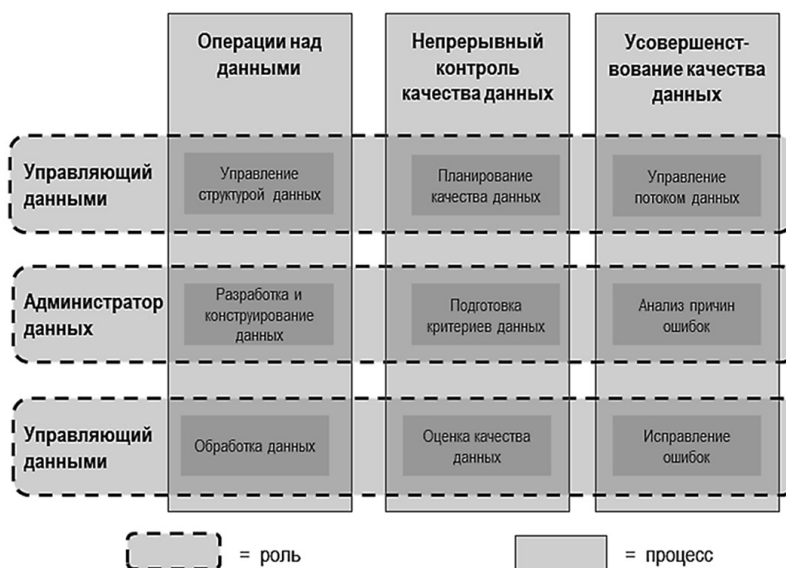 Операции над
данными
Непрерывный
контроль
качества данных
Усовершенст-
вование качества
данных
Управляющий
данными
Управление
структурой данных
Планирование
качества данных
Управление
потоком данных
Администратор
данных
Разработка и
конструирование
данных
Подготовка
критериев данных
Анализ причин
ошибок
Управляющий
данными
Обработка данных
Оценка качества
данных
Исправление
ошибок
= роль
= процесс